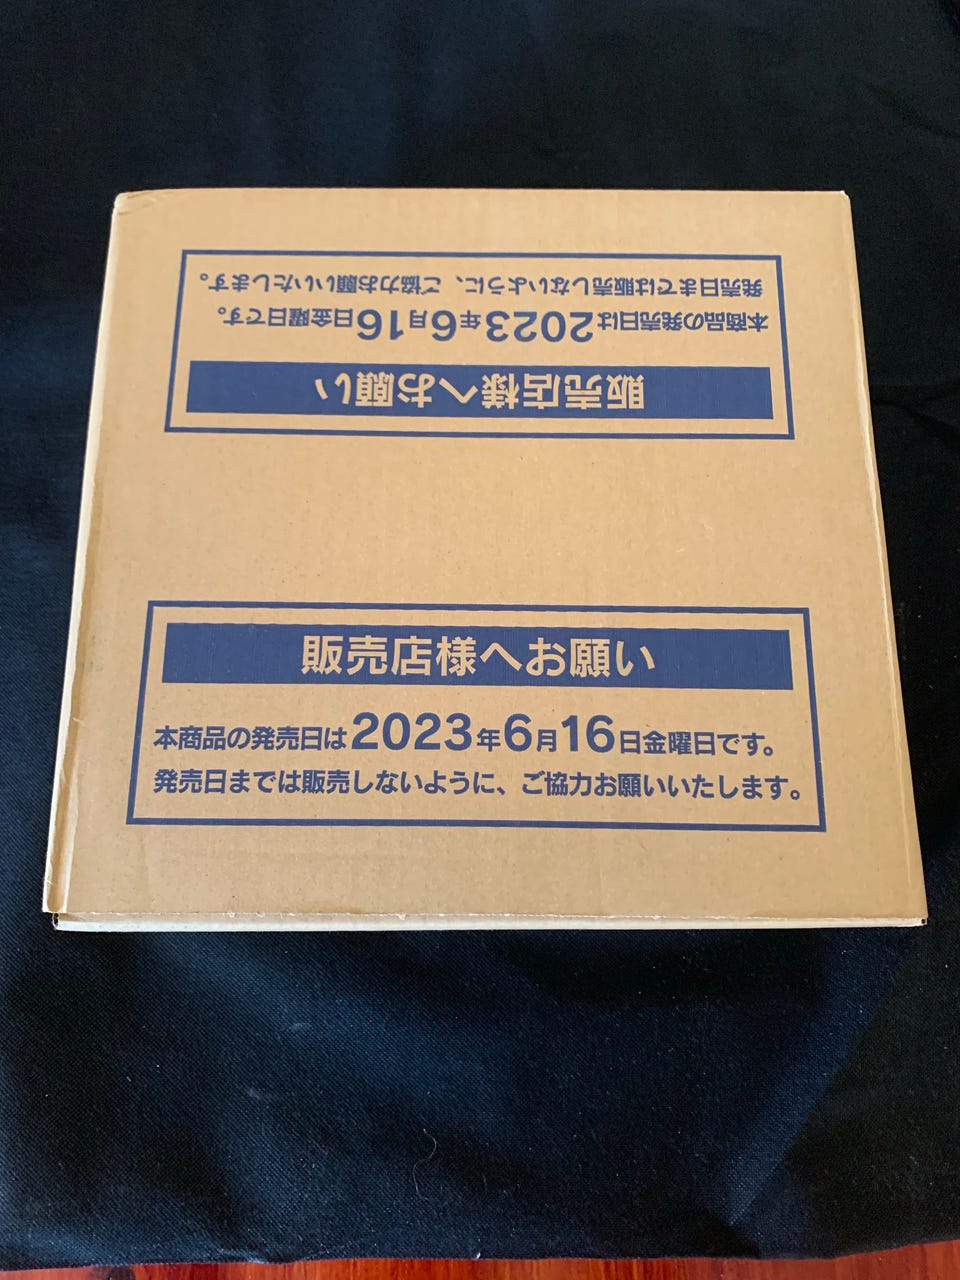 発売日までは販売しないように、ご協力お願いいたします。
本商品の発売日は2023年6月16日金曜日です。
販売店様へお願い
販売店様へお願い
本商品の発売日は2023年6月16日金曜日です。
発売日までは販売しないように、ご協力お願いいたします。